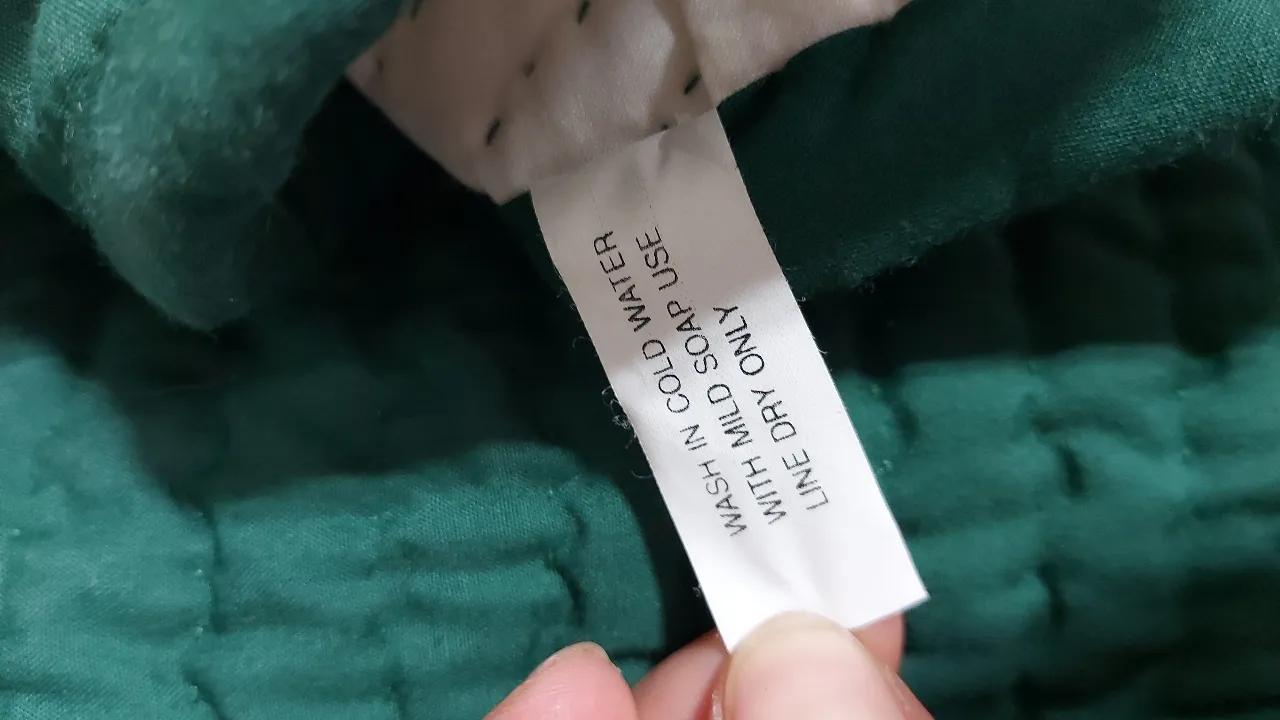 WASH IN COLD WATER
WITH MILD SOAP USE
LINE DRY ONLY